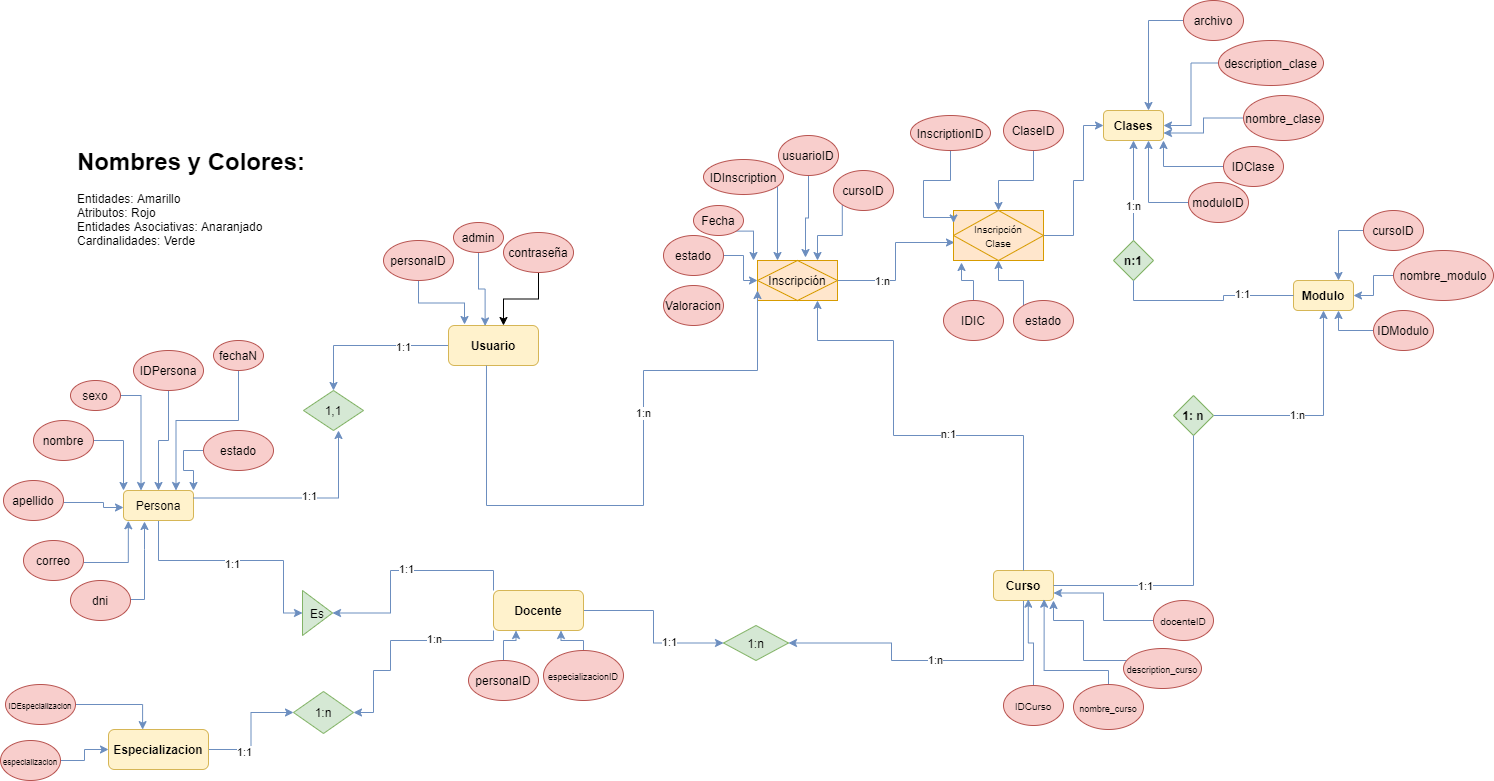 Nombres y Colores:
Entidades: Amarillo
Atributos: Rojo
Entidades Asociativas: Anaranjado
Cardinalidades: Verde
archivo
description_clase
nombre_clase
Clases
IDClase
moduloID
InscriptionID
ClaseID
usuarioID
IDInscription
cursoID
Fecha
estado
Valoracion
Inscripción
1:n
Inscripción
Clase
IDIC
estado
1:n
n:1
1:1
cursoID
nombre_modulo
Modulo
IDModulo
personaID
admin
contraseña
Usuario
1:1
1,1
1:1
1:n
n:1
1: n
1:n
fechaN
IDPersona
sexo
nombre
estado
apellido
Persona
correo
dni
1:1
Es
1:1
Docente
1:n
personaID
especializacionID
1:1
1:n
1:n
Curso
1:1
docenteID
description_curso
nombre_curso
IDCurso
IDEspecializacion
especializacion
Especializacion
1:1
1:n